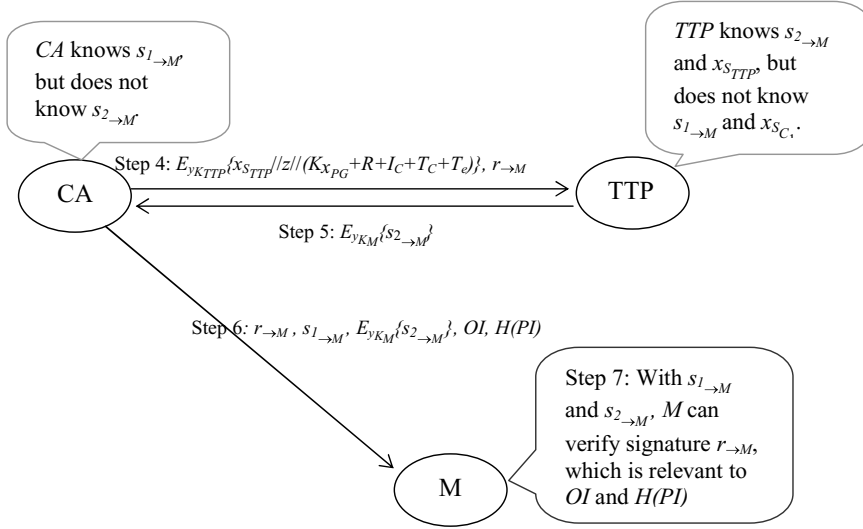 CA knows s1→M,
but does not
know s2→M.
TTP knows s2→M
and xSTTP, but
does not know
s1→M and xSC,.
Step 4: EyKTTP{xSTTP//z//(KxPG+R+IC+TC+Te)}, r→M
CA
TTP
Step 5: EyKM{s2→M}
Step 6: r→M , s1→M, EyKM{s2→M}, OI, H(PI)
Step 7: With s1→M
and s2→M, M can
verify signature r→M,
which is relevant to
OI and H(PI)
M